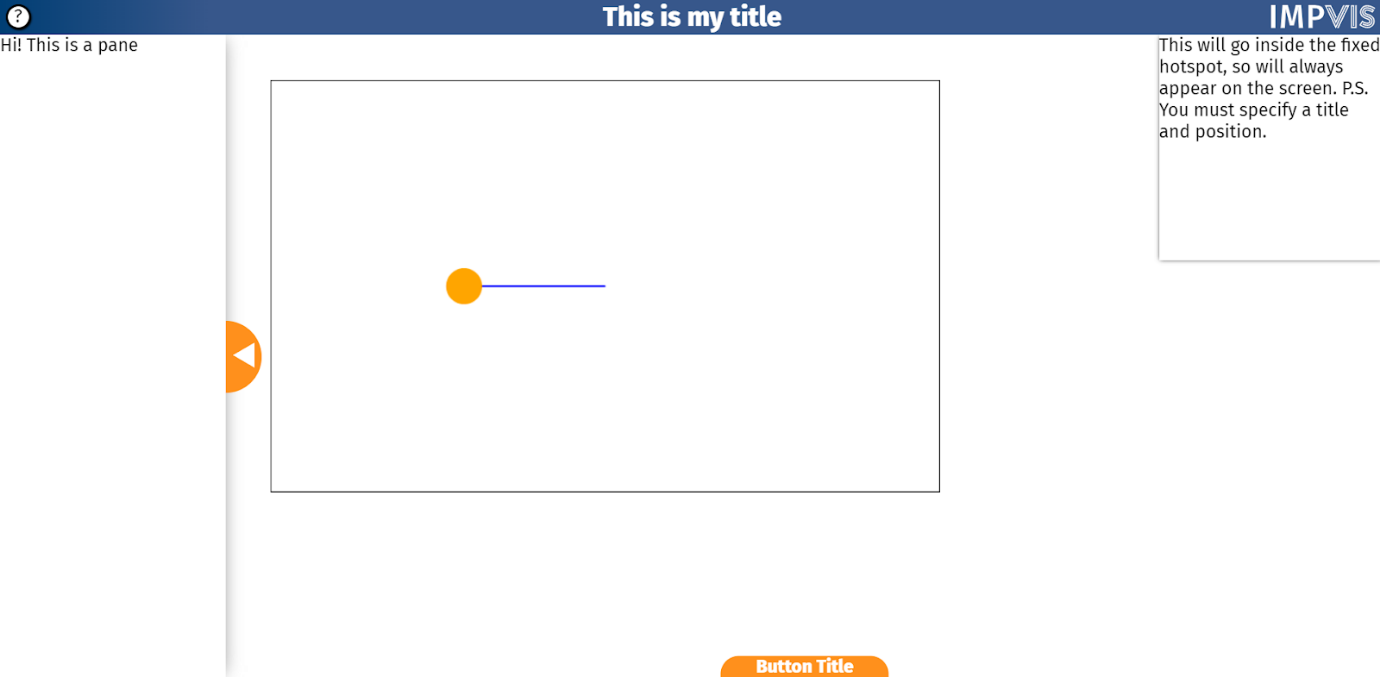 ?
This is my title
IMPVIS
Hi! This is a pane
This will go inside the fixed
hotspot, so will always
appear on the screen. P.S.
You must specify a title
and position.
Button Title